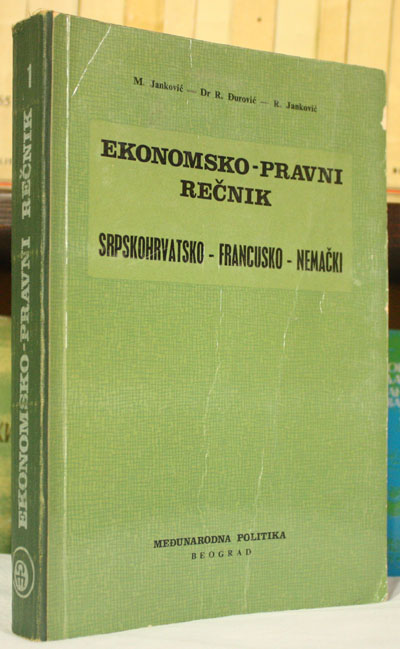 M. Janković — Dr R. Đurović — R. Janković
EKONOMSKO-PRAVNI
REČNIK
SRPSKOHRVATSKO - FRANCUSKO - NEMAČKI
MEĐUNARODNA POLITIKA
BEOGRAD
EKONOMSKO-PRAVNI REČNIK 1